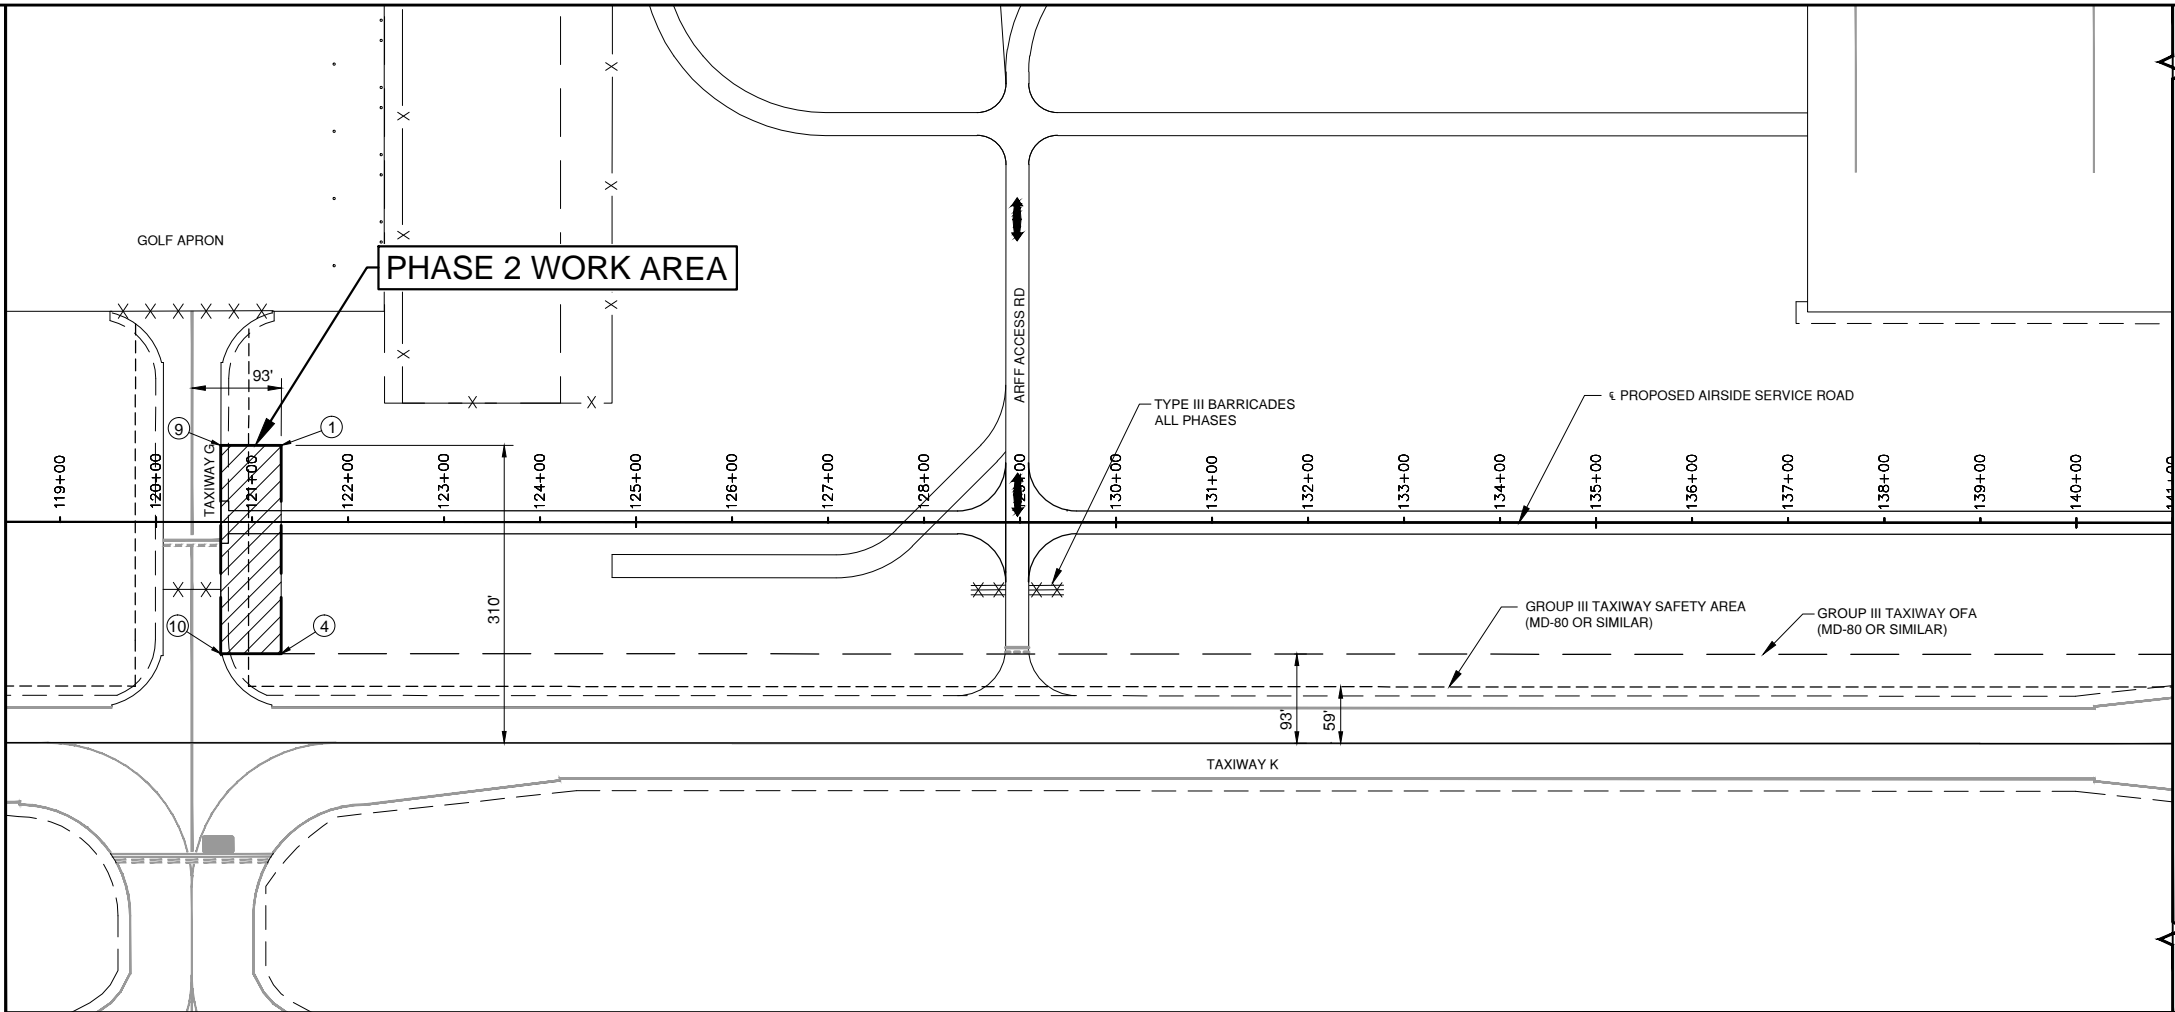 GOLF APRON
PHASE 2 WORK AREA
ARFF ACCESS RD
93'
TYPE III BARRICADES
ALL PHASES
℄ PROPOSED AIRSIDE SERVICE ROAD
9
1
TAXIWAY G
119+00
120+00
121+00
122+00
123+00
124+00
125+00
126+00
127+00
128+00
129+00
130+00
131+00
132+00
133+00
134+00
135+00
136+00
137+00
138+00
139+00
140+00
141+00
310'
GROUP III TAXIWAY SAFETY AREA
(MD-80 OR SIMILAR)
GROUP III TAXIWAY OFA
(MD-80 OR SIMILAR)
10
4
93'
59'
TAXIWAY K